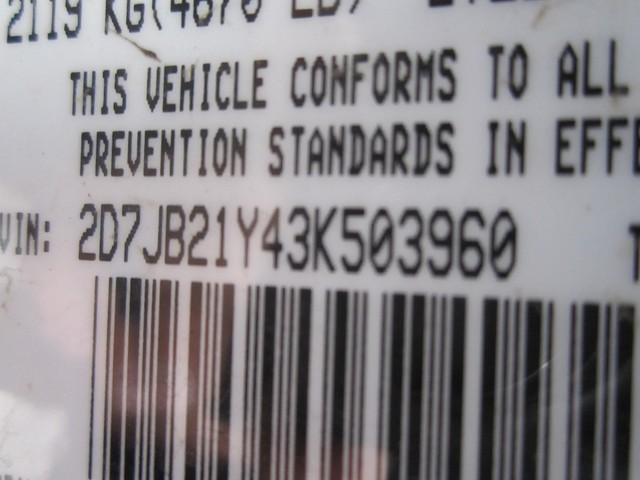 2119 KG(4670 LB)
THIS VEHICLE CONFORMS TO ALL
PREVENTION STANDARDS IN EFFE
VIN: 2D7JB21Y43K503960 T